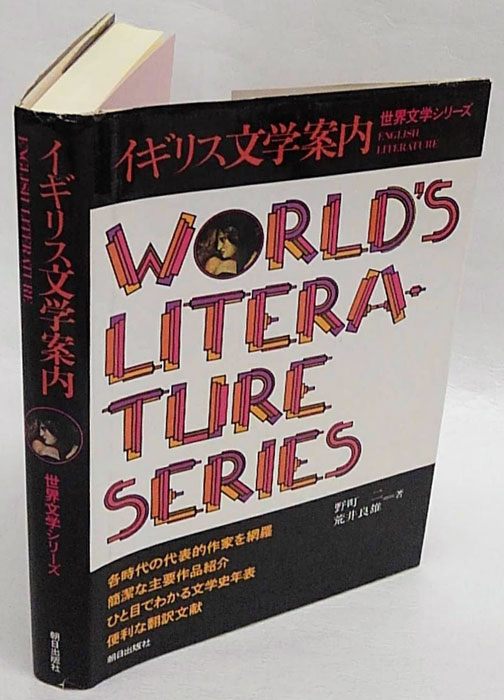 イギリス文学案内
ENGLISH LITERATURE
世界文学シリーズ
朝日出版社
イギリス文学案内
世界文学シリーズ
ENGLISH
LITERATURE
WORLD'S
LITERA-
TURE
SERIES
野町 二
荒井良雄
著
各時代の代表的作家を網羅
簡潔な主要作品紹介
ひと目でわかる文学史年表
便利な翻訳文献
朝日出版社